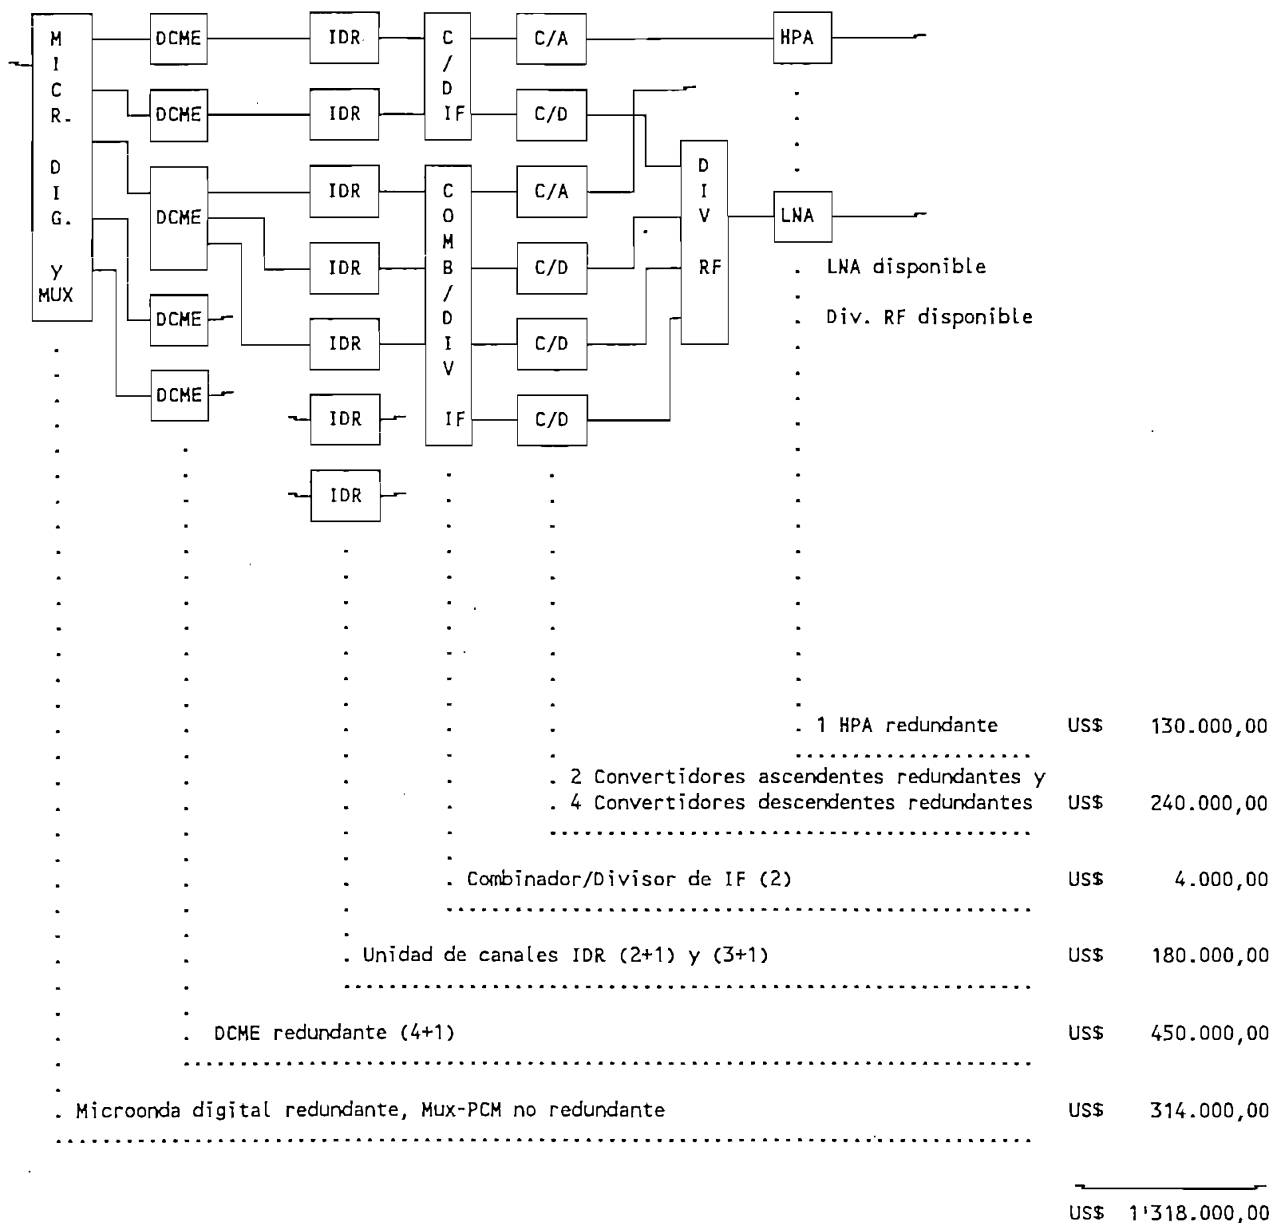 MICR. DIG. y MUX
DCME IDR C/D IF C/A HPA
DCME IDR C/D
DCME IDR COMB/DIV IF C/A DIV RF LNA
IDR C/D
LNA disponible
DCME IDR C/D
Div. RF disponible
DCME IDR C/D
IDR
. 1 HPA redundante US$ 130.000,00
. 2 Convertidores ascendentes redundantes y
. 4 Convertidores descendentes redundantes US$ 240.000,00
. Combinador/Divisor de IF (2) US$ 4.000,00
. Unidad de canales IDR (2+1) y (3+1) US$ 180.000,00
. DCME redundante (4+1) US$ 450.000,00
. Microonda digital redundante, Mux-PCM no redundante US$ 314.000,00
US$ 1'318.000,00